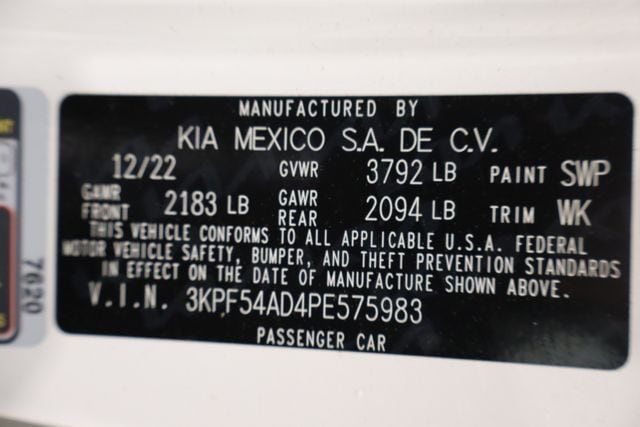 MANUFACTURED BY
KIA MEXICO S.A. DE C.V.
12/22 GVWR 3792 LB PAINT SWP
GAWR FRONT 2183 LB GAWR REAR 2094 LB TRIM WK
THIS VEHICLE CONFORMS TO ALL APPLICABLE U.S.A. FEDERAL
MOTOR VEHICLE SAFETY, BUMPER, AND THEFT PREVENTION STANDARDS
IN EFFECT ON THE DATE OF MANUFACTURE SHOWN ABOVE.
V.I.N. 3KPF54AD4PE575983
PASSENGER CAR
7620